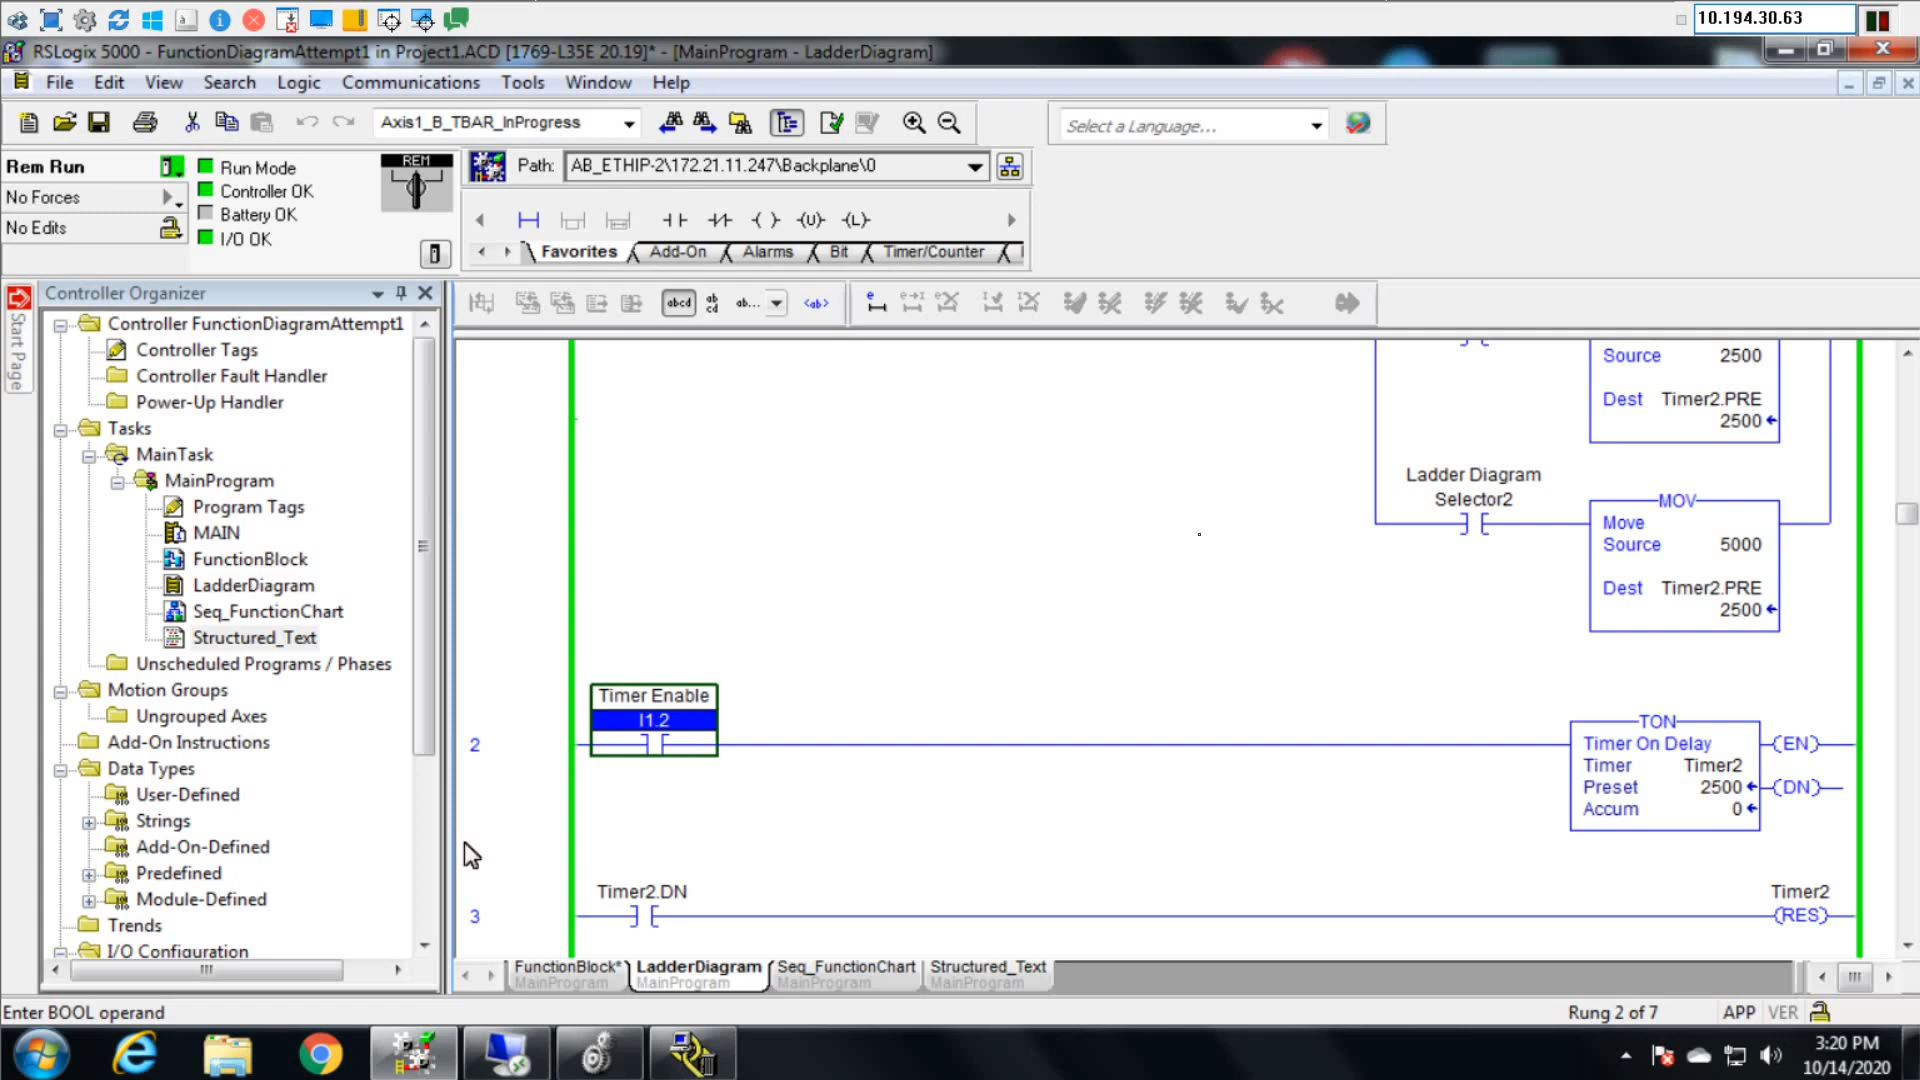 10.194.30.63
RSLogix 5000 - FunctionDiagramAttempt1 in Project1.ACD [1769-L35E 20.19]* - [MainProgram - LadderDiagram]
File Edit View Search Logic Communications Tools Window Help
Axis1_B_TBAR_InProgress
Select a Language...
Rem Run
No Forces
No Edits
Run Mode
Controller OK
Battery OK
I/O OK
REM
Path: AB_ETHIP-2\172.21.11.247\Backplane\0
(U) (L)
Favorites Add-On Alarms Bit Timer/Counter
Start Page
Controller Organizer
Controller FunctionDiagramAttempt1
Controller Tags
Controller Fault Handler
Power-Up Handler
Tasks
MainTask
MainProgram
Program Tags
MAIN
FunctionBlock
LadderDiagram
Seq_FunctionChart
Structured_Text
Unscheduled Programs / Phases
Motion Groups
Ungrouped Axes
Add-On Instructions
Data Types
User-Defined
Strings
Add-On-Defined
Predefined
Module-Defined
Trends
I/O Configuration
abcd
ab
cd
ab...
<ab>
Source 2500
Dest Timer2.PRE
2500
Ladder Diagram
Selector2
MOV
Move
Source 5000
Dest Timer2.PRE
2500
2
Timer Enable
I1.2
TON
Timer On Delay
Timer Timer2
Preset 2500
Accum 0
(EN)
(DN)
3
Timer2.DN
Timer2
(RES)
FunctionBlock*
MainProgram
LadderDiagram
MainProgram
Seq_FunctionChart
MainProgram
Structured_Text
MainProgram
Enter BOOL operand
Rung 2 of 7
APP VER
3:20 PM
10/14/2020